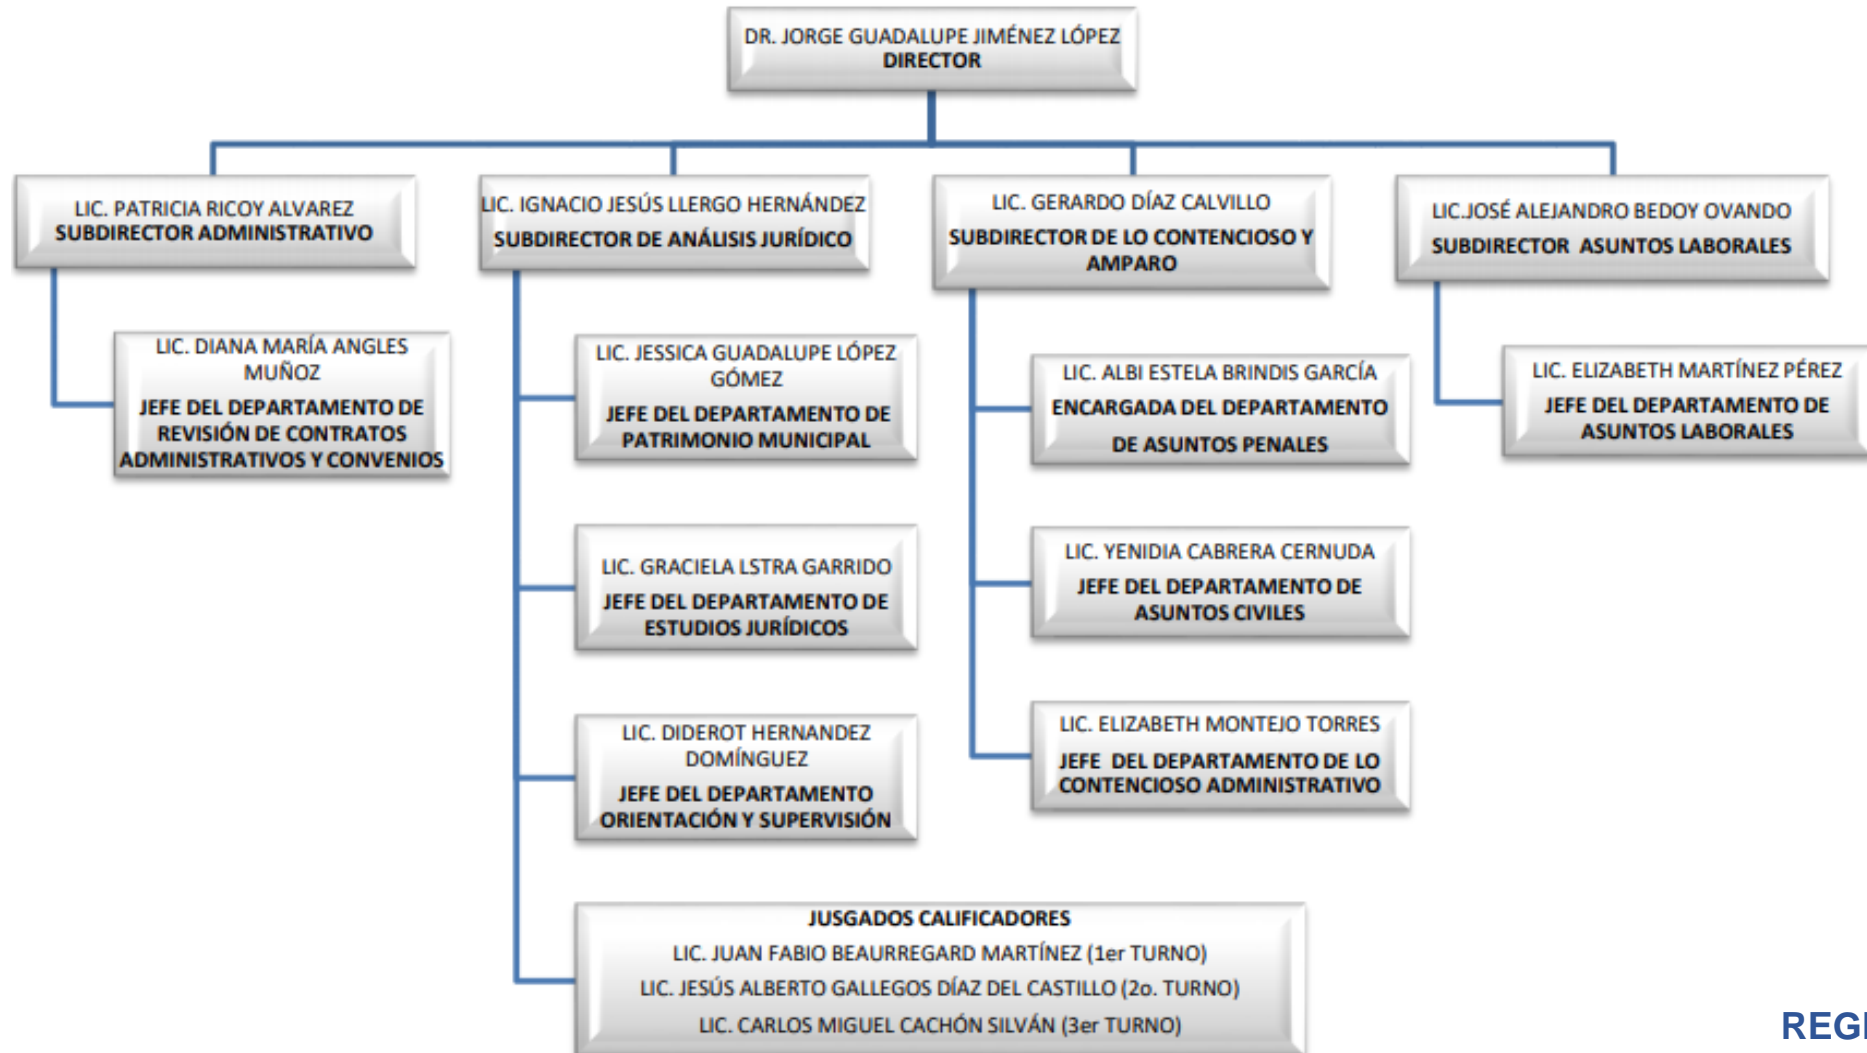 DR. JORGE GUADALUPE JIMÉNEZ LÓPEZ
DIRECTOR
LIC. PATRICIA RICOY ALVAREZ
SUBDIRECTOR ADMINISTRATIVO
LIC. DIANA MARÍA ANGLES
MUÑOZ
JEFE DEL DEPARTAMENTO DE
REVISIÓN DE CONTRATOS
ADMINISTRATIVOS Y CONVENIOS
LIC. IGNACIO JESÚS LLERGO HERNÁNDEZ
SUBDIRECTOR DE ANÁLISIS JURÍDICO
LIC. JESSICA GUADALUPE LÓPEZ
GÓMEZ
JEFE DEL DEPARTAMENTO DE
PATRIMONIO MUNICIPAL
LIC. GRACIELA LSTRA GARRIDO
JEFE DEL DEPARTAMENTO DE
ESTUDIOS JURÍDICOS
LIC. DIDEROT HERNANDEZ
DOMÍNGUEZ
JEFE DEL DEPARTAMENTO
ORIENTACIÓN Y SUPERVISIÓN
JUSGADOS CALIFICADORES
LIC. JUAN FABIO BEAURREGARD MARTÍNEZ (1er TURNO)
LIC. JESÚS ALBERTO GALLEGOS DÍAZ DEL CASTILLO (2o. TURNO)
LIC. CARLOS MIGUEL CACHÓN SILVÁN (3er TURNO)
LIC. GERARDO DÍAZ CALVILLO
SUBDIRECTOR DE LO CONTENCIOSO Y
AMPARO
LIC. ALBI ESTELA BRINDIS GARCÍA
ENCARGADA DEL DEPARTAMENTO
DE ASUNTOS PENALES
LIC. YENIDIA CABRERA CERNUDA
JEFE DEL DEPARTAMENTO DE
ASUNTOS CIVILES
LIC. ELIZABETH MONTEJO TORRES
JEFE DEL DEPARTAMENTO DE LO
CONTENCIOSO ADMINISTRATIVO
LIC.JOSÉ ALEJANDRO BEDOY OVANDO
SUBDIRECTOR ASUNTOS LABORALES
LIC. ELIZABETH MARTÍNEZ PÉREZ
JEFE DEL DEPARTAMENTO DE
ASUNTOS LABORALES